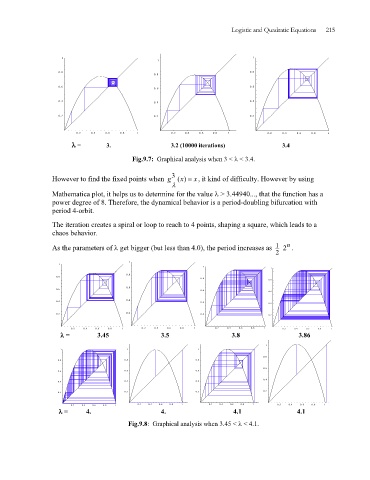 Logistic and Quadratic Equations 215
λ = 3. 3.2 (10000 iterations) 3.4
Fig.9.7: Graphical analysis when 3 < λ < 3.4.
However to find the fixed points when g³λ (x) = x, it kind of difficulty. However by using
Mathematica plot, it helps us to determine for the value λ > 3.44940..., that the function has a
power degree of 8. Therefore, the dynamical behavior is a period-doubling bifurcation with
period 4-orbit.
The iteration creates a spiral or loop to reach to 4 points, shaping a square, which leads to a
chaos behavior.
As the parameters of λ get bigger (but less than 4.0), the period increases as 1/2 2ⁿ.
λ = 3.45 3.5 3.8 3.86
λ = 4. 4. 4.1 4.1
Fig.9.8: Graphical analysis when 3.45 < λ < 4.1.